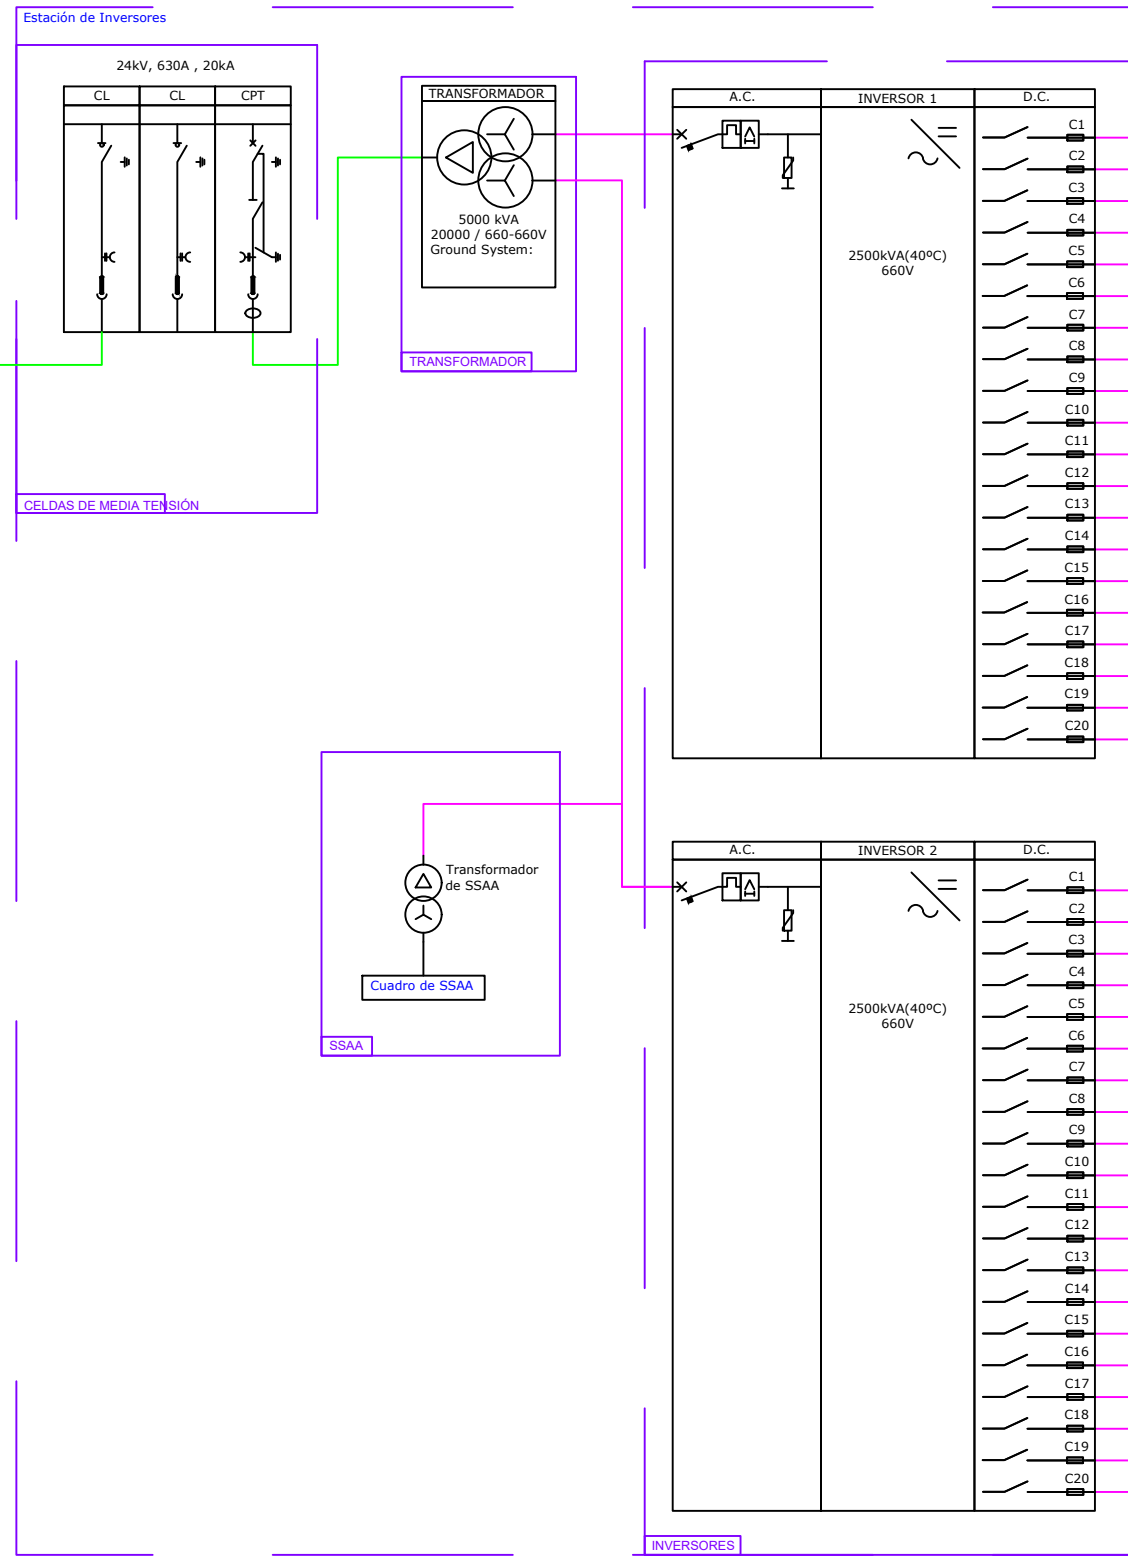 Estación de Inversores
24kV, 630A , 20kA
CL
CL
CPT
CELDAS DE MEDIA TENSIÓN
TRANSFORMADOR
5000 kVA
20000 / 660-660V
Ground System:
TRANSFORMADOR
A.C.
INVERSOR 1
D.C.
2500kVA(40ºC)
660V
C1
C2
C3
C4
C5
C6
C7
C8
C9
C10
C11
C12
C13
C14
C15
C16
C17
C18
C19
C20
Transformador
de SSAA
Cuadro de SSAA
SSAA
A.C.
INVERSOR 2
D.C.
2500kVA(40ºC)
660V
C1
C2
C3
C4
C5
C6
C7
C8
C9
C10
C11
C12
C13
C14
C15
C16
C17
C18
C19
C20
INVERSORES